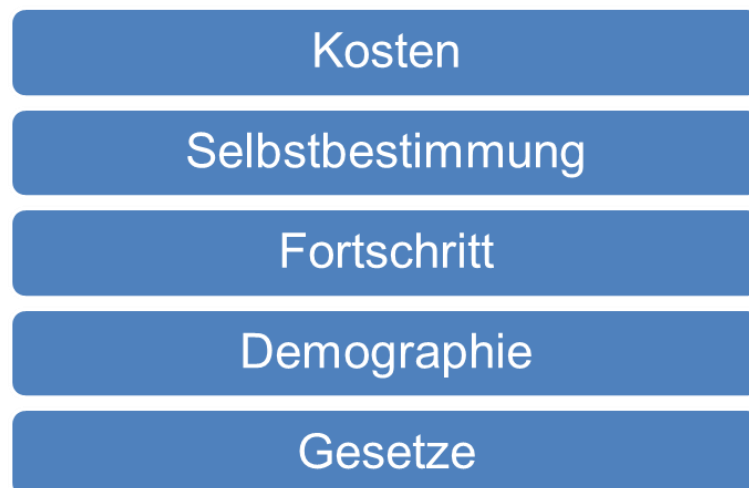 Kosten
Selbstbestimmung
Fortschritt
Demographie
Gesetze